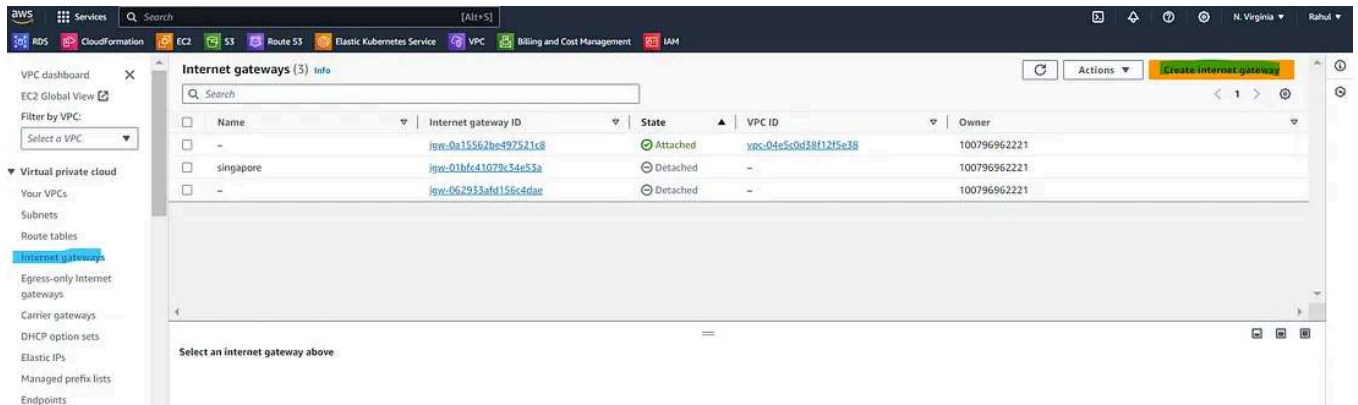 aws Services Search [Alt+S] N. Virginia Rahul
RDS CloudFormation EC2 S3 Route 53 Elastic Kubernetes Service VPC Billing and Cost Management IAM
VPC dashboard
EC2 Global View
Filter by VPC:
Select a VPC
Virtual private cloud
Your VPCs
Subnets
Route tables
Internet gateways
Egress-only Internet
gateways
Carrier gateways
DHCP option sets
Elastic IPs
Managed prefix lists
Endpoints
Internet gateways (3) Info
Actions
Create internet gateway
Search
1
Name Internet gateway ID State VPC ID Owner
– igw-0a15562be497521c8 Attached vpc-04e5c0d38f12f5e38 100796962221
singapore igw-01bfc41079c34e53a Detached – 100796962221
– igw-062933afd156c4dae Detached – 100796962221
Select an internet gateway above